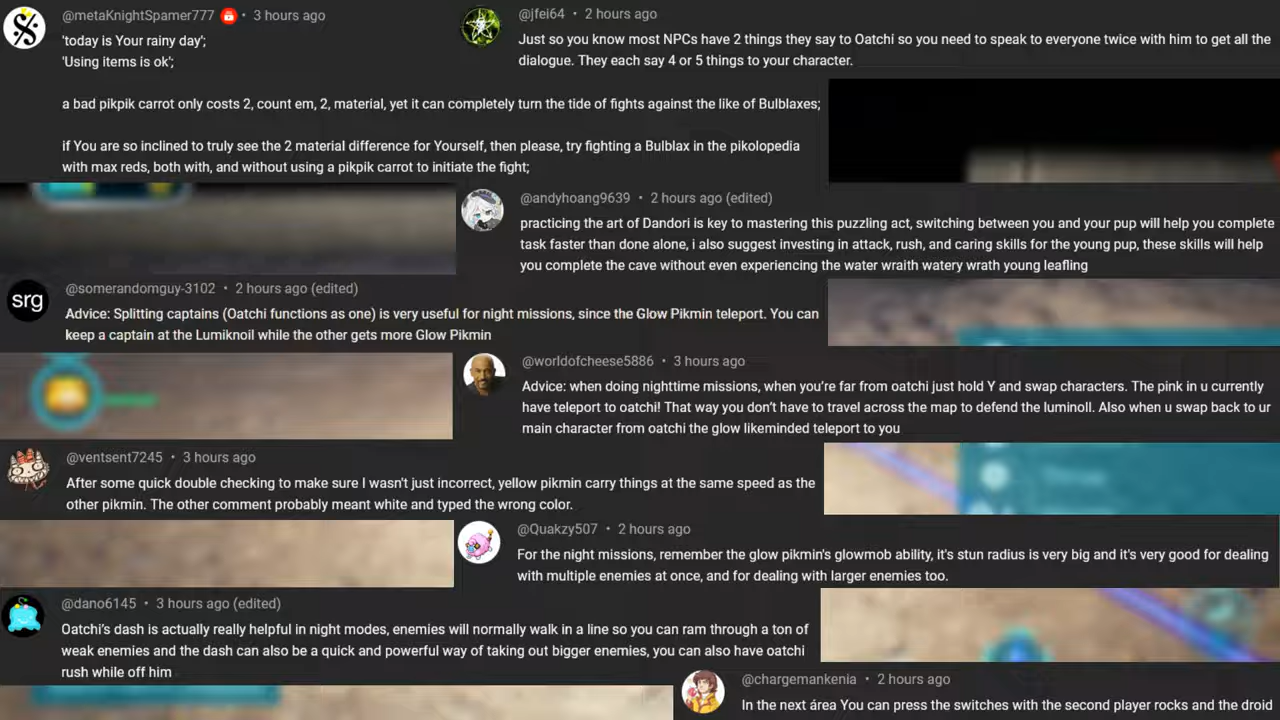 @metaKnightSpamer777 • 3 hours ago
'today is Your rainy day';
'Using items is ok';
a bad pikpik carrot only costs 2, count em, 2, material, yet it can completely turn the tide of fights against the like of Bulblaxes;
if You are so inclined to truly see the 2 material difference for Yourself, then please, try fighting a Bulblax in the pikolopedia
with max reds, both with, and without using a pikpik carrot to initiate the fight;
@jfei64 • 2 hours ago
Just so you know most NPCs have 2 things they say to Oatchi so you need to speak to everyone twice with him to get all the
dialogue. They each say 4 or 5 things to your character.
@andyhoang9639 • 2 hours ago (edited)
practicing the art of Dandori is key to mastering this puzzling act, switching between you and your pup will help you complete
task faster than done alone, i also suggest investing in attack, rush, and caring skills for the young pup, these skills will help
you complete the cave without even experiencing the water wraith watery wrath young leafling
srg
@somerandomguy-3102 • 2 hours ago (edited)
Advice: Splitting captains (Oatchi functions as one) is very useful for night missions, since the Glow Pikmin teleport. You can
keep a captain at the Lumiknoil while the other gets more Glow Pikmin
@worldofcheese5886 • 3 hours ago
Advice: when doing nighttime missions, when you're far from oatchi just hold Y and swap characters. The pink in u currently
have teleport to oatchi! That way you don't have to travel across the map to defend the luminoll. Also when u swap back to ur
main character from oatchi the glow likeminded teleport to you
@ventsent7245 • 3 hours ago
After some quick double checking to make sure I wasn't just incorrect, yellow pikmin carry things at the same speed as the
other pikmin. The other comment probably meant white and typed the wrong color.
@Quakzy507 • 2 hours ago
For the night missions, remember the glow pikmin's glowmob ability, it's stun radius is very big and it's very good for dealing
with multiple enemies at once, and for dealing with larger enemies too.
@dano6145 • 3 hours ago (edited)
Oatchi's dash is actually really helpful in night modes, enemies will normally walk in a line so you can ram through a ton of
weak enemies and the dash can also be a quick and powerful way of taking out bigger enemies, you can also have oatchi
rush while off him
@chargemankenia • 2 hours ago
In the next área You can press the switches with the second player rocks and the droid